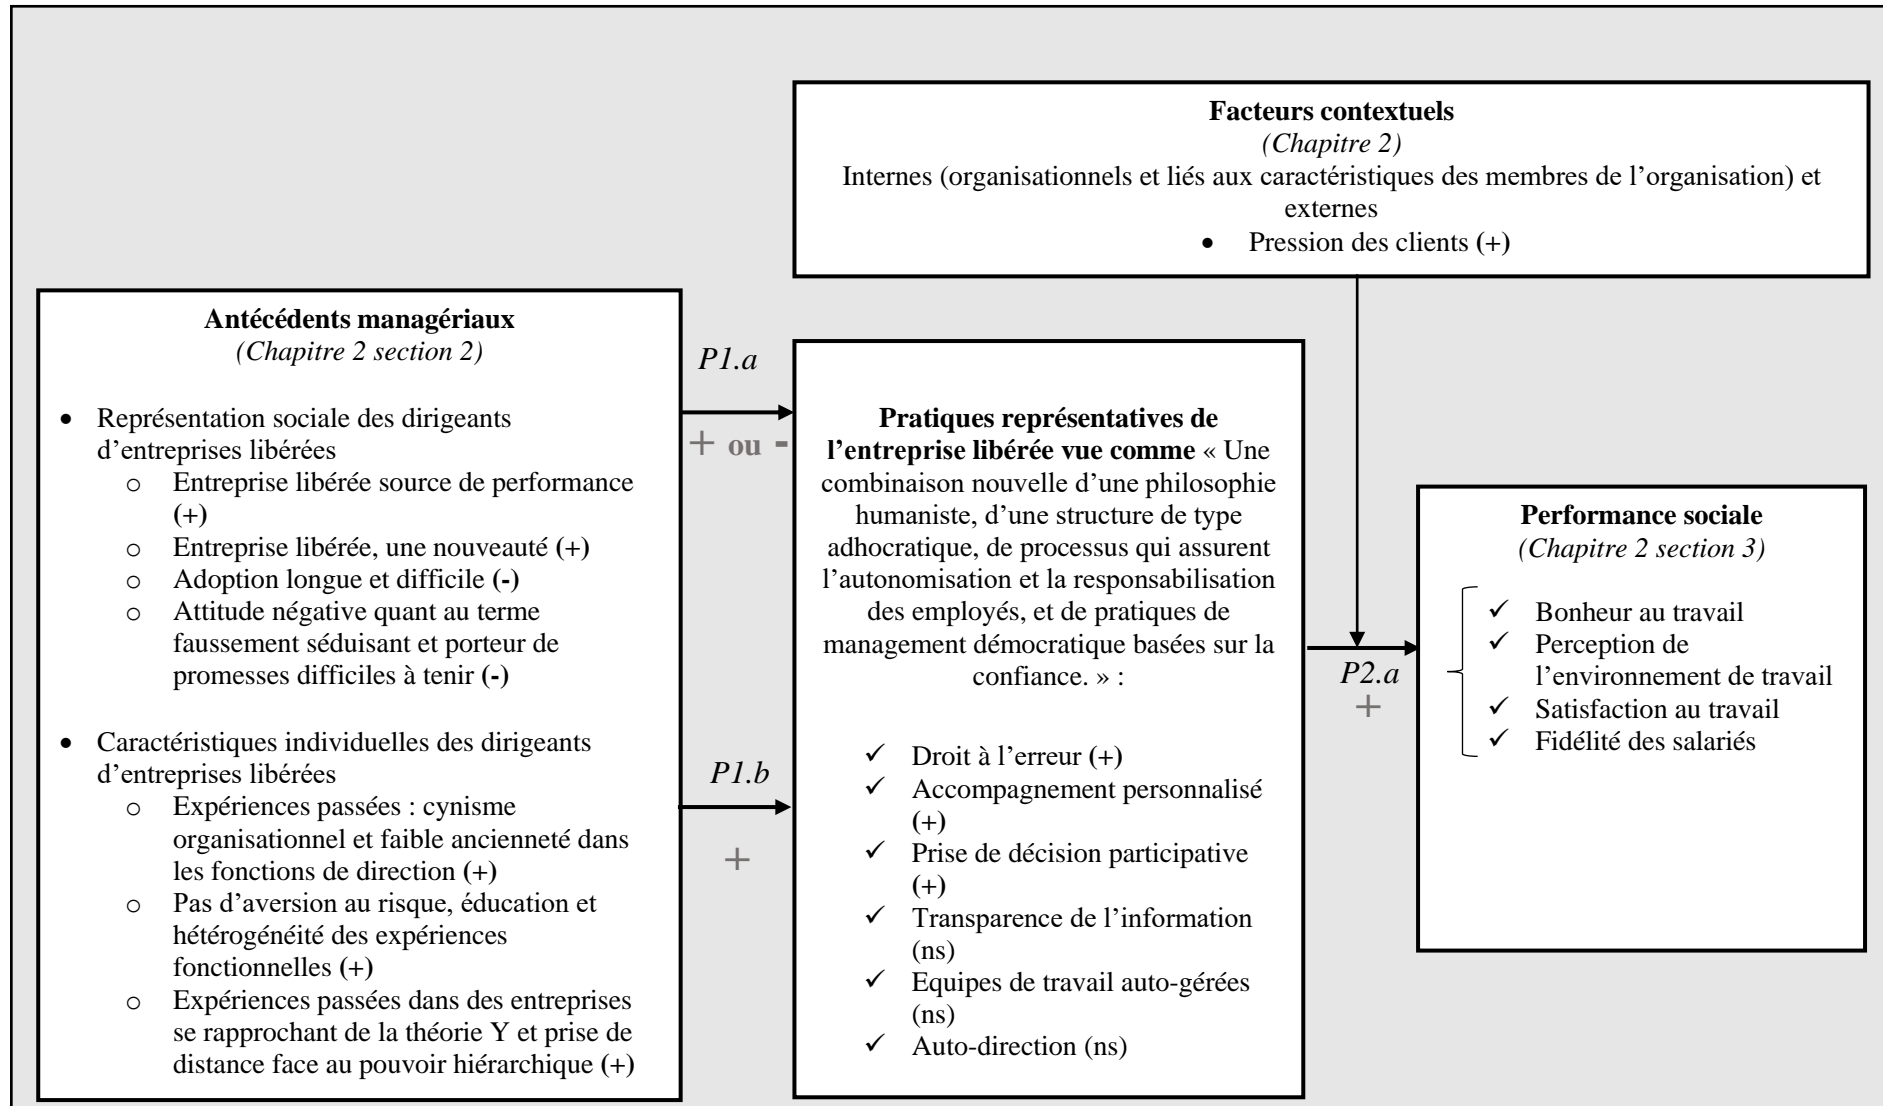 Facteurs contextuels
(Chapitre 2)
Internes (organisationnels et liés aux caractéristiques des membres de l’organisation) et
externes
• Pression des clients (+)
Antécédents managériaux
(Chapitre 2 section 2)
• Représentation sociale des dirigeants
d’entreprises libérées
o Entreprise libérée source de performance
(+)
o Entreprise libérée, une nouveauté (+)
o Adoption longue et difficile (-)
o Attitude négative quant au terme
faussement séduisant et porteur de
promesses difficiles à tenir (-)
• Caractéristiques individuelles des dirigeants
d’entreprises libérées
o Expériences passées : cynisme
organisationnel et faible ancienneté dans
les fonctions de direction (+)
o Pas d’aversion au risque, éducation et
hétérogénéité des expériences
fonctionnelles (+)
o Expériences passées dans des entreprises
se rapprochant de la théorie Y et prise de
distance face au pouvoir hiérarchique (+)
P1.a
+ ou -
P1.b
+
Pratiques représentatives de
l’entreprise libérée vue comme « Une
combinaison nouvelle d’une philosophie
humaniste, d’une structure de type
adhocratique, de processus qui assurent
l’autonomisation et la responsabilisation
des employés, et de pratiques de
management démocratique basées sur la
confiance. » :
✓ Droit à l’erreur (+)
✓ Accompagnement personnalisé
(+)
✓ Prise de décision participative
(+)
✓ Transparence de l’information
(ns)
✓ Equipes de travail auto-gérées
(ns)
✓ Auto-direction (ns)
P2.a
+
Performance sociale
(Chapitre 2 section 3)
✓ Bonheur au travail
✓ Perception de
l’environnement de travail
✓ Satisfaction au travail
✓ Fidélité des salariés